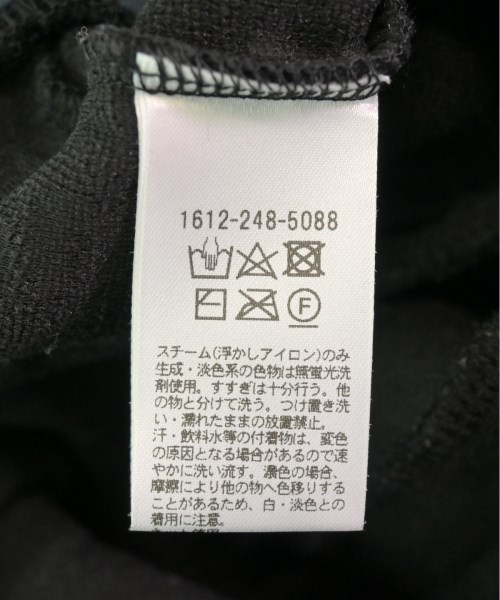 1612-248-5088
F
スチーム(浮かしアイロン)のみ
生成・淡色系の色物は無蛍光洗
剤使用。すすぎは十分行う。他
の物と分けて洗う。つけ置き洗
い・濡れたままの放置禁止。
汗・飲料水等の付着物は、変色
の原因となる場合があるので速
やかに洗い流す。濃色の場合、
摩擦により他の物へ色移りする
ことがあるため、白・淡色との
着用に注意。